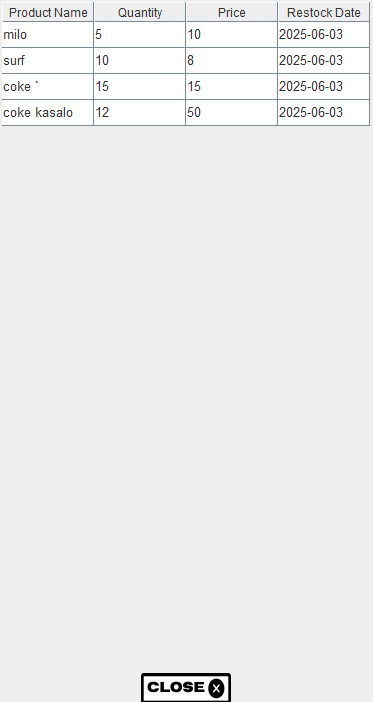 Product Name Quantity Price Restock Date
milo 5 10 2025-06-03
surf 10 8 2025-06-03
coke ` 15 15 2025-06-03
coke kasalo 12 50 2025-06-03
CLOSE X